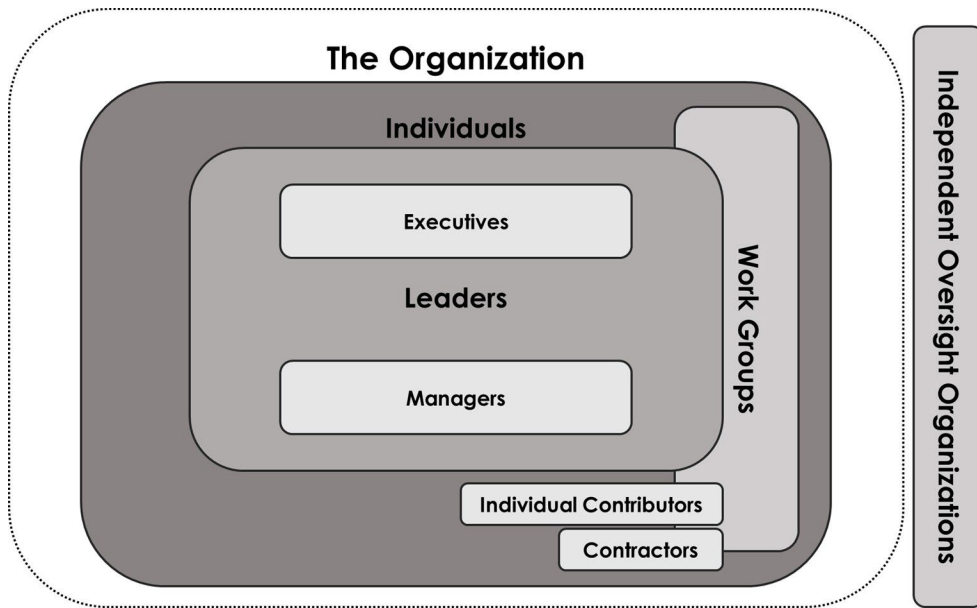 The Organization
Individuals
Executives
Leaders
Managers
Work Groups
Individual Contributors
Contractors
Independent Oversight Organizations